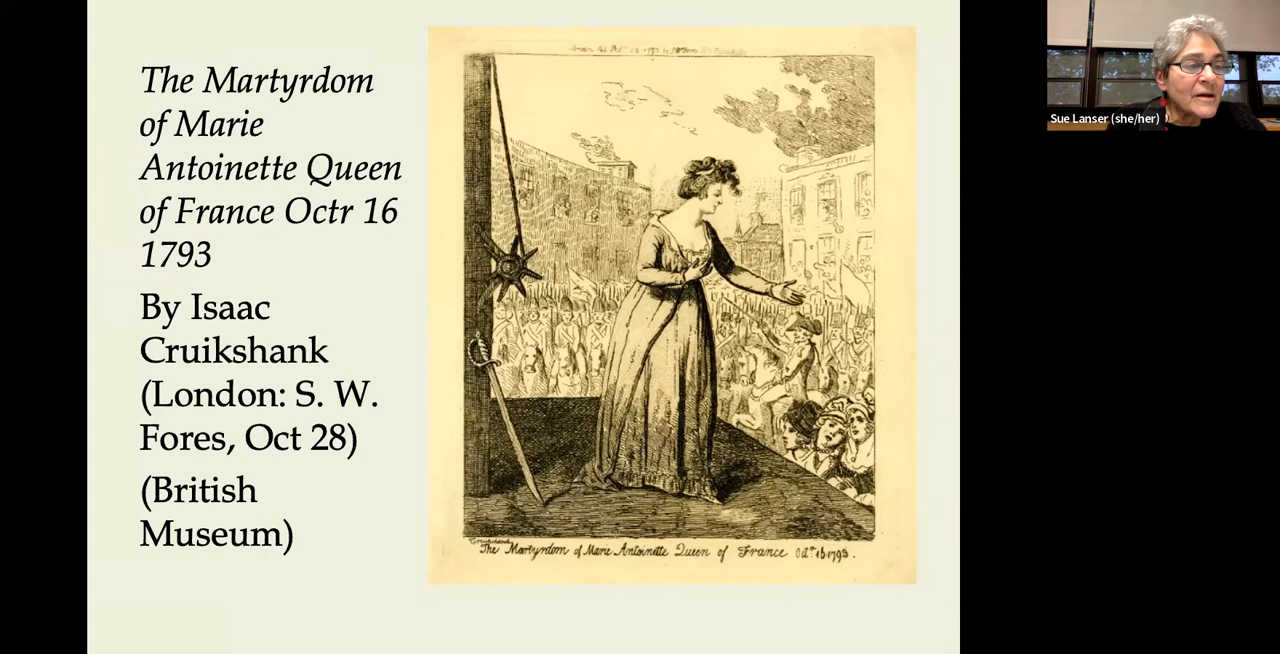 The Martyrdom
of Marie
Antoinette Queen
of France Octr 16
1793
By Isaac
Cruikshank
(London: S. W.
Fores, Oct 28)
(British
Museum)
Cruikshank
The Martyrdom of Marie Antoinette Queen of France Octr 16 1793.
Sue Lanser (she/her)